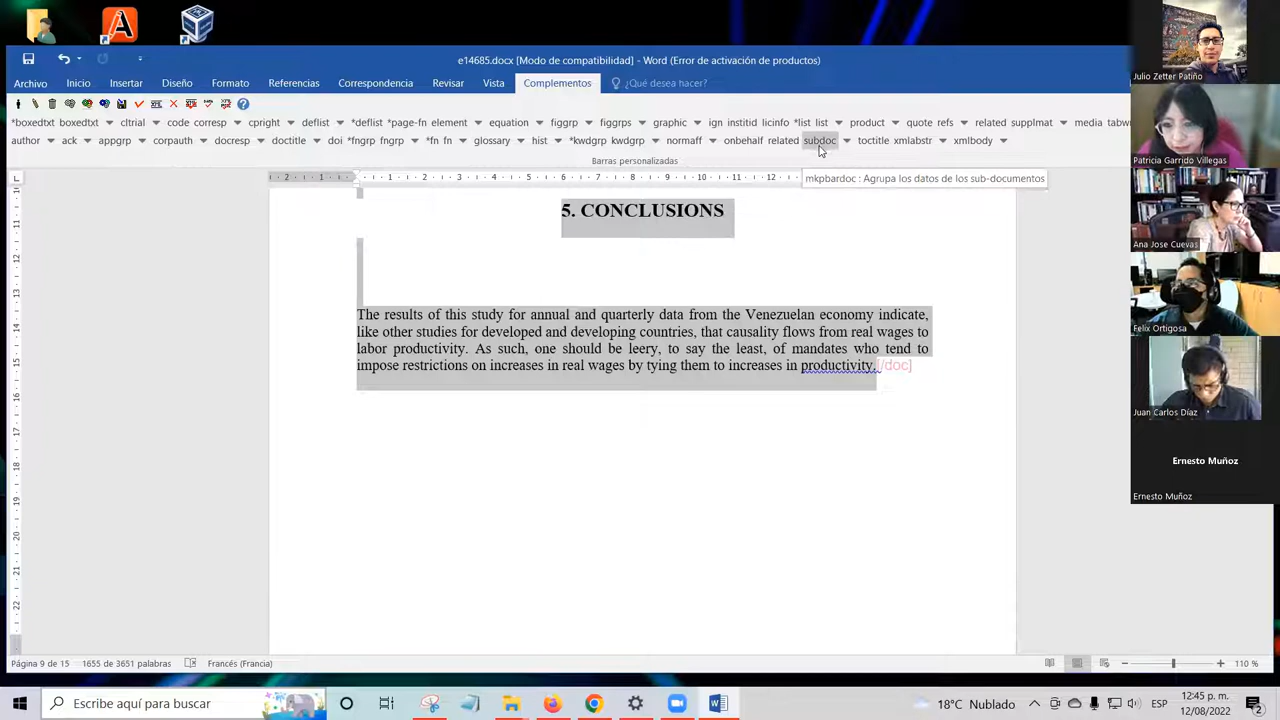 e14685.docx [Modo de compatibilidad] - Word (Error de activación de productos)
Archivo Inicio Insertar Diseño Formato Referencias Correspondencia Revisar Vista Complementos ¿Qué desea hacer?
*boxedtxt boxedtxt cltrial code corresp cpright deflist *deflist *page-fn element equation figgrp figgrps graphic ign institid licinfo *list list product quote refs related supplmat media tabw
author ack appgrp corpauth docresp doctitle doi *fngrp fngrp *fn fn glossary hist *kwdgrp kwdgrp normaff onbehalf related subdoc toctitle xmlabstr xmlbody
Barras personalizadas
mkpbardoc : Agrupa los datos de los sub-documentos
5. CONCLUSIONS
The results of this study for annual and quarterly data from the Venezuelan economy indicate,
like other studies for developed and developing countries, that causality flows from real wages to
labor productivity. As such, one should be leery, to say the least, of mandates who tend to
impose restrictions on increases in real wages by tying them to increases in productivity.[/doc]
Página 9 de 15 1655 de 3651 palabras Francés (Francia) 110 %
Escribe aquí para buscar
18°C Nublado ESP 12:45 p. m.
12/08/2022
2
Julio Zetter Patiño
Patricia Garrido Villegas
Ana Jose Cuevas
Felix Ortigosa
Juan Carlos Díaz
Ernesto Muñoz
Ernesto Muñoz